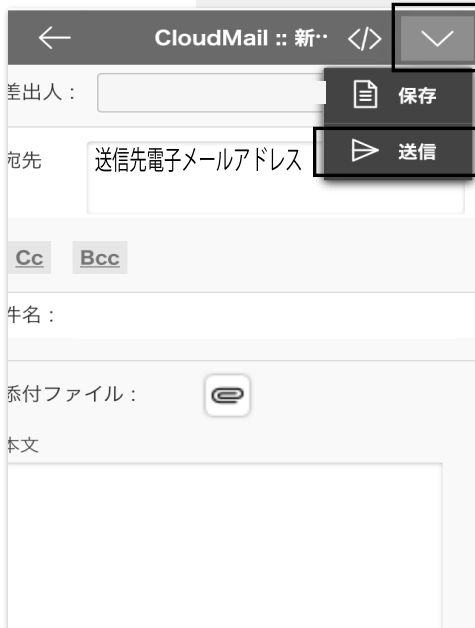 CloudMail :: 新··
</>
差出人：
保存
宛先
送信先電子メールアドレス
送信
Cc Bcc
件名：
添付ファイル：
本文